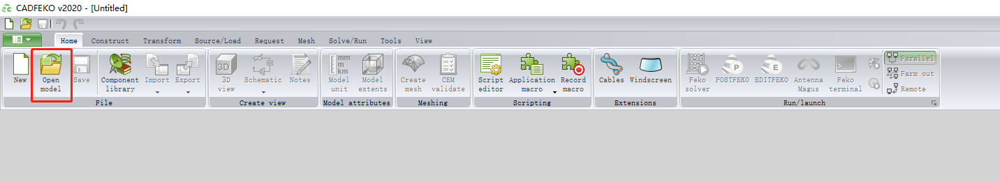 CADFEKO v2020 - [Untitled]
Home Construct Transform Source/Load Request Mesh Solve/Run Tools View
New
Open model
Save
Component library
Import
Export
File
3D
3D view
Schematic
Notes
Create view
mm
m
km
Model unit
Model extents
Model attributes
Create mesh
CEM validate
Meshing
Script editor
Application macro
Record macro
Scripting
Cables
Windscreen
Extensions
Feko solver
P
POSTFEKO
E
EDITFEKO
Antenna Magus
Feko terminal
Parallel
Farm out
Remote
Run/launch